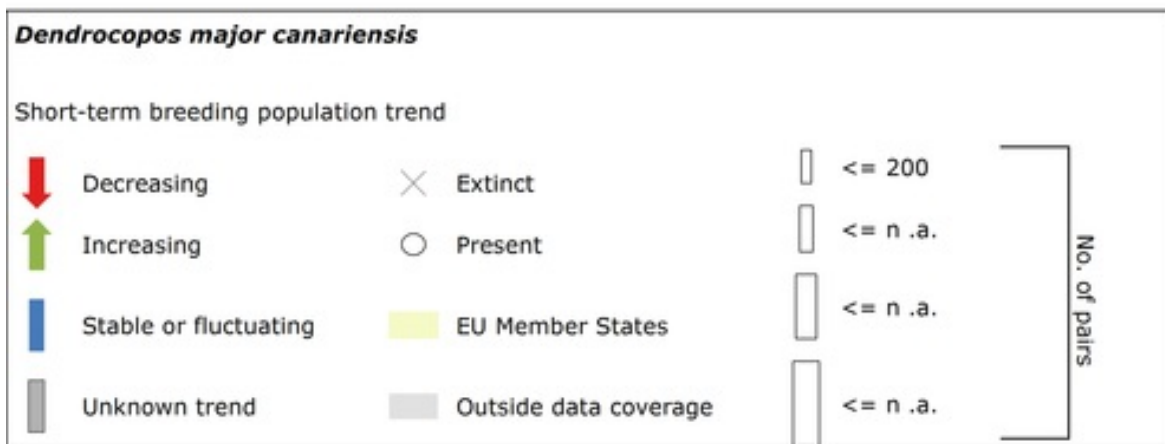 Dendrocopos major canariensis
Short-term breeding population trend
Decreasing
Extinct
<= 200
Increasing
Present
<= n .a.
Stable or fluctuating
EU Member States
<= n.a.
Unknown trend
Outside data coverage
<= n .a.
No. of pairs